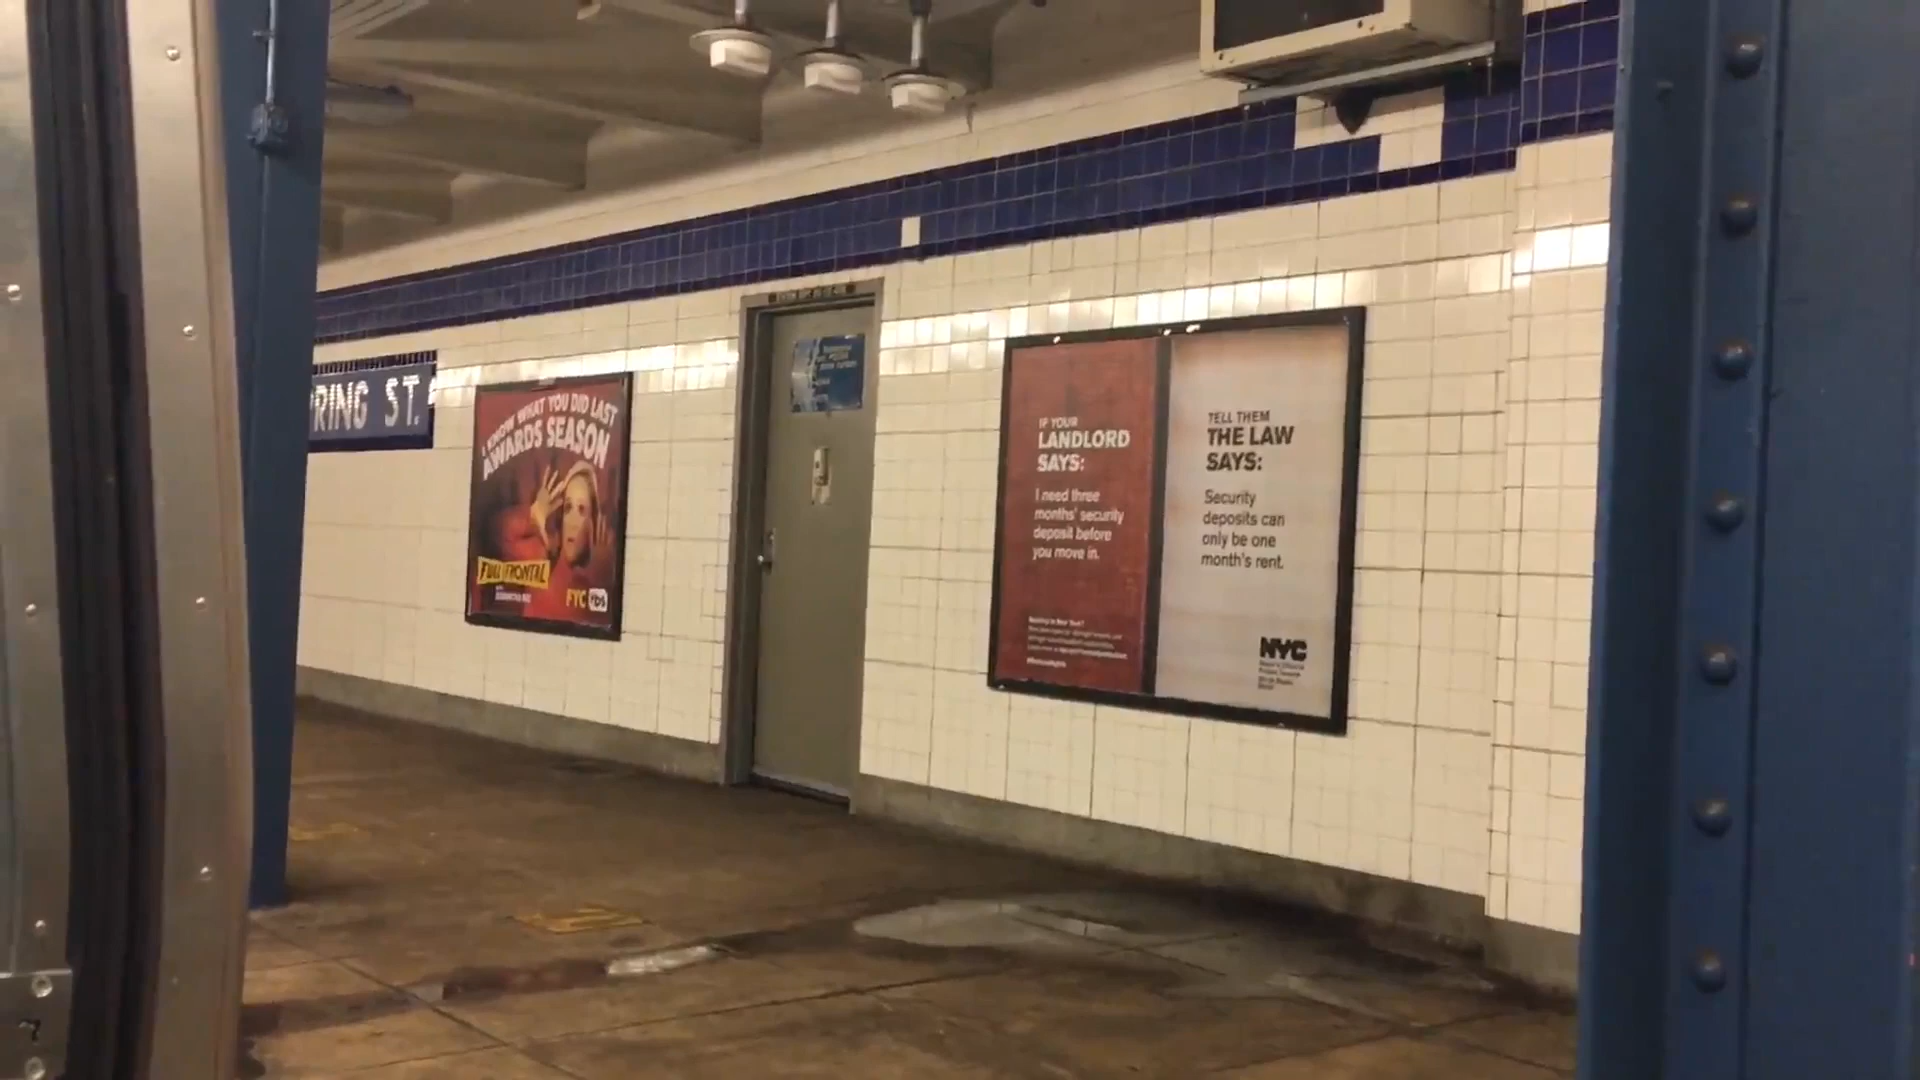 RING ST.
I KNOW WHAT YOU DID LAST
AWARDS SEASON
FULL FRONTAL
FYC tbs
IF YOUR
LANDLORD
SAYS:
I need three
months' security
deposit before
you move in.
TELL THEM
THE LAW
SAYS:
Security
deposits can
only be one
month's rent.
NYC